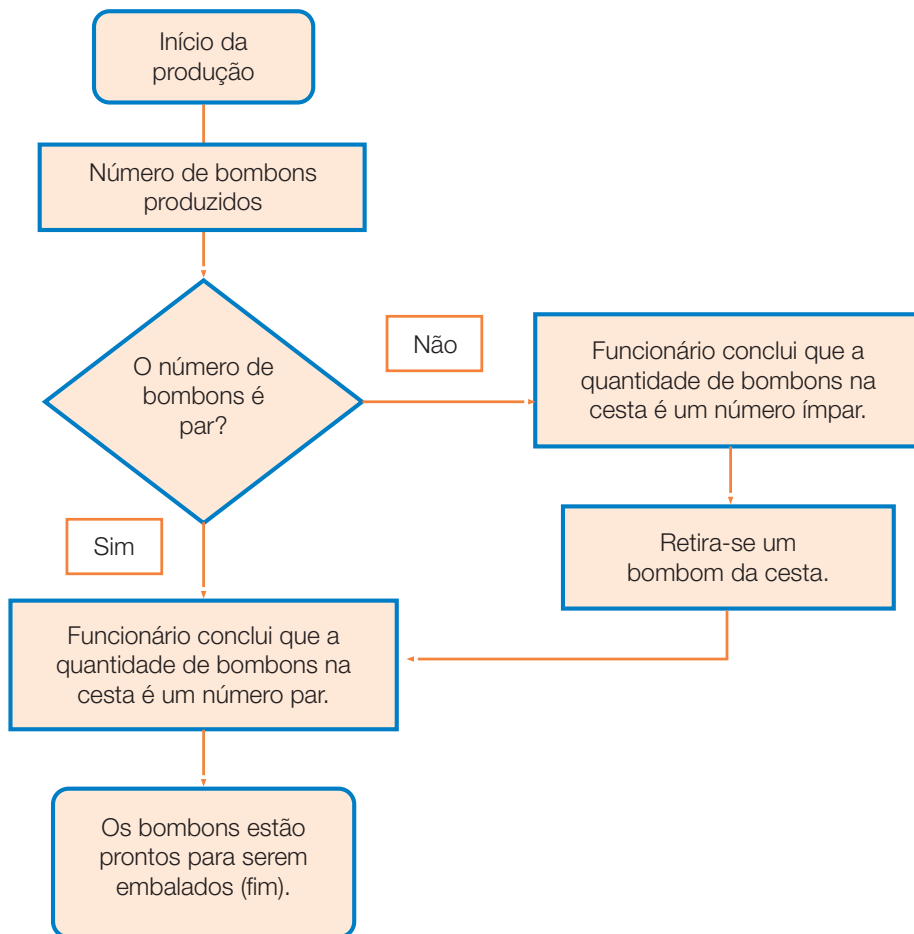 Início da
produção
Número de bombons
produzidos
O número de
bombons é
par?
Não
Funcionário conclui que a
quantidade de bombons na
cesta é um número ímpar.
Retira-se um
bombom da cesta.
Sim
Funcionário conclui que a
quantidade de bombons na
cesta é um número par.
Os bombons estão
prontos para serem
embalados (fim).